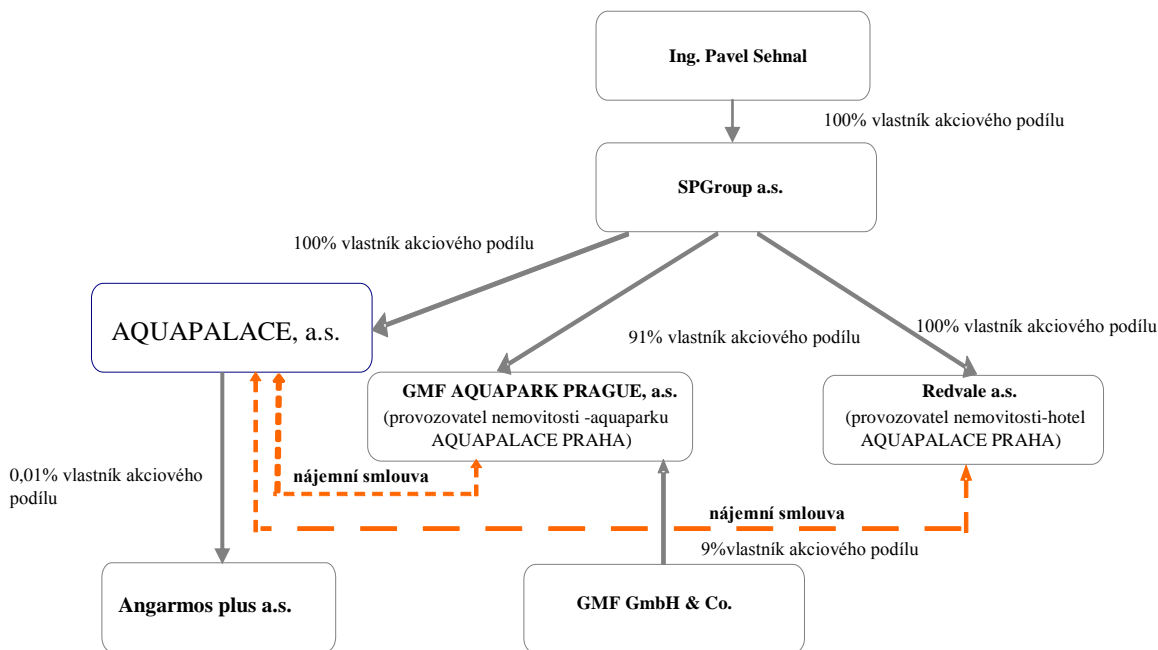 Ing. Pavel Sehnal
100% vlastník akciového podílu
SPGroup a.s.
100% vlastník akciového podílu
AQUAPALACE, a.s.
91% vlastník akciového podílu
100% vlastník akciového podílu
GMF AQUAPARK PRAGUE, a.s.
(provozovatel nemovitosti -aquaparku
AQUAPALACE PRAHA)
Redvale a.s.
(provozovatel nemovitosti-hotel
AQUAPALACE PRAHA)
0,01% vlastník akciového
podílu
nájemní smlouva
nájemní smlouva
9%vlastník akciového podílu
Angarmos plus a.s.
GMF GmbH & Co.